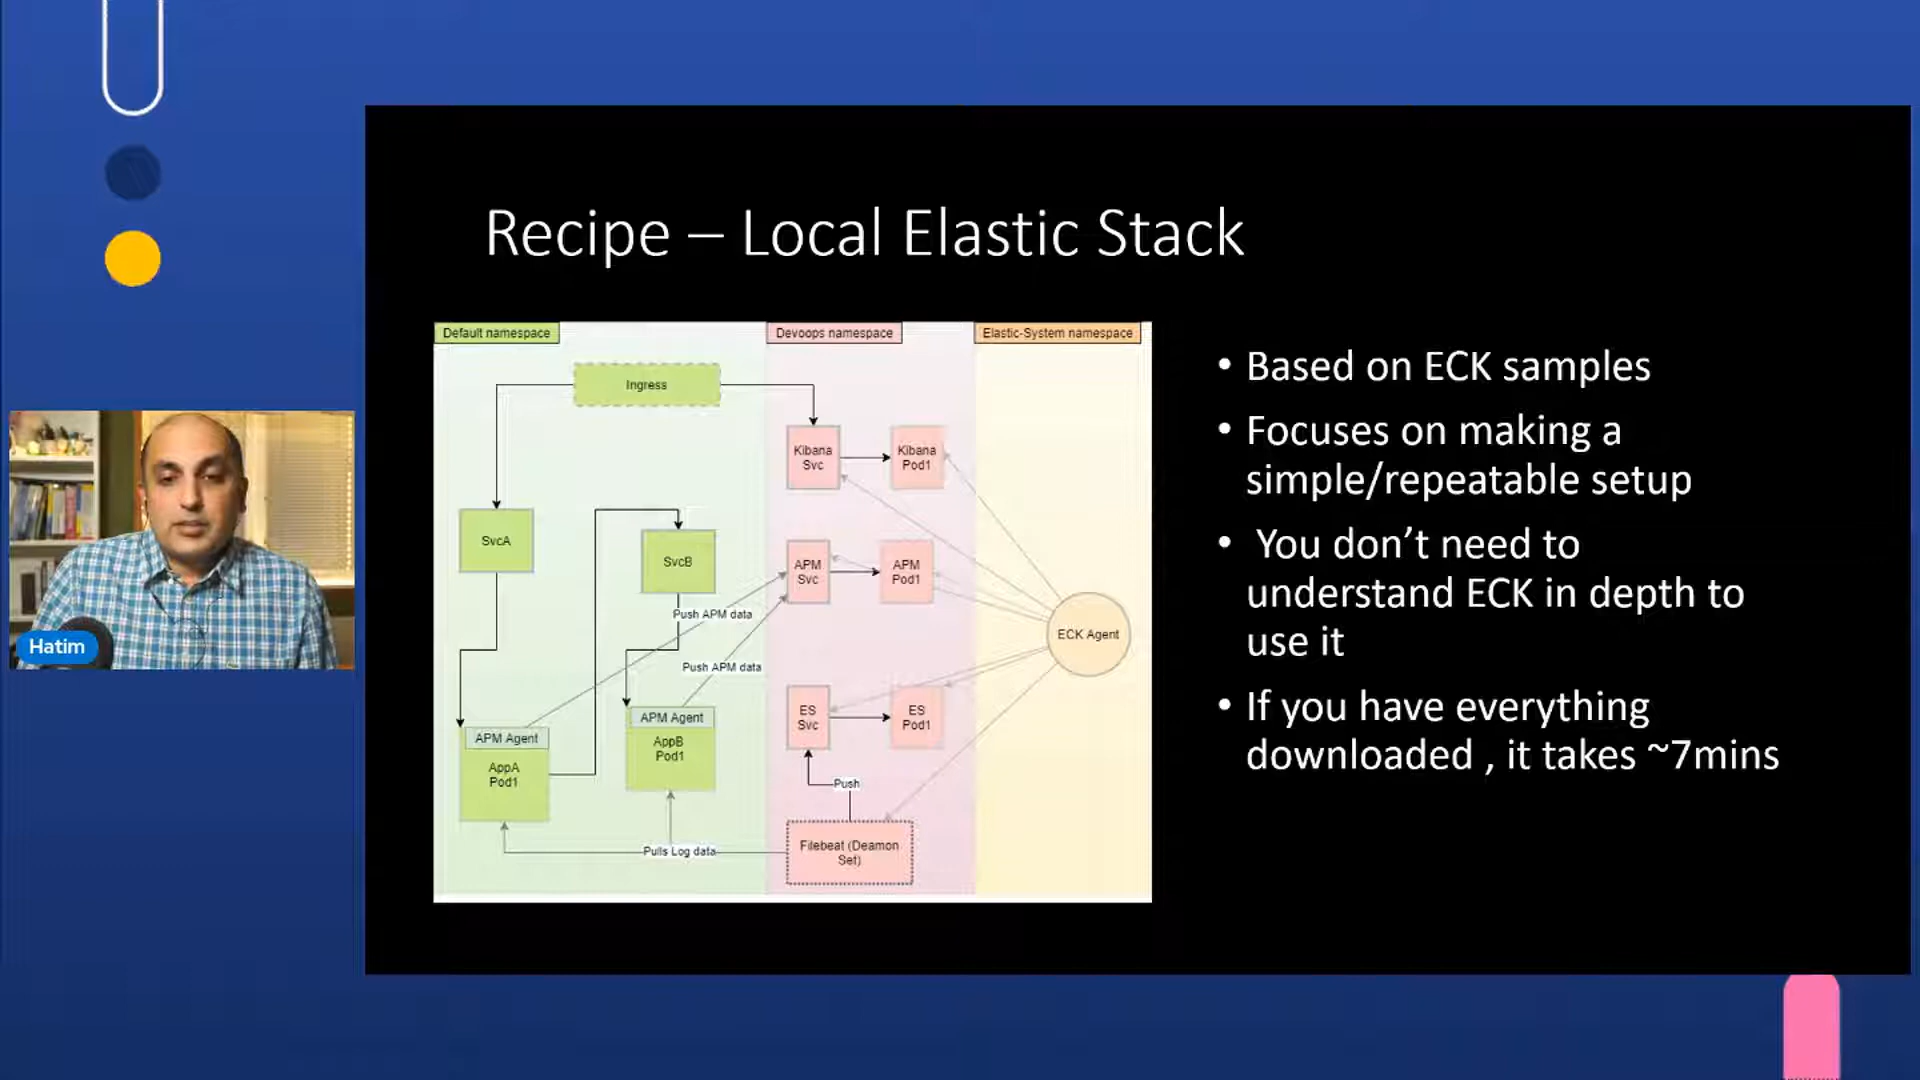 Recipe – Local Elastic Stack
Default namespace
Devoops namespace
Elastic-System namespace
Ingress
Kibana
Svc
Kibana
Pod1
SvcA
SvcB
APM
Svc
APM
Pod1
Push APM data
Push APM data
ECK Agent
ES
Svc
ES
Pod1
APM Agent
AppB
Pod1
APM Agent
AppA
Pod1
Push
Filebeat (Deamon
Set)
Pulls Log data
• Based on ECK samples
• Focuses on making a
simple/repeatable setup
• You don’t need to
understand ECK in depth to
use it
• If you have everything
downloaded , it takes ~7mins
Hatim